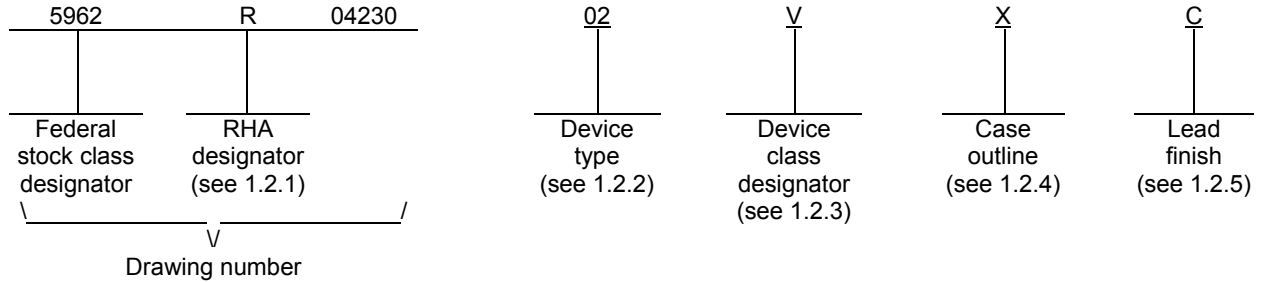 5962 R 04230 02 V X C
Federal RHA Device Device Case Lead
stock class designator type class outline finish
designator (see 1.2.1) (see 1.2.2) designator (see 1.2.4) (see 1.2.5)
(see 1.2.3)
\ /
\/
Drawing number